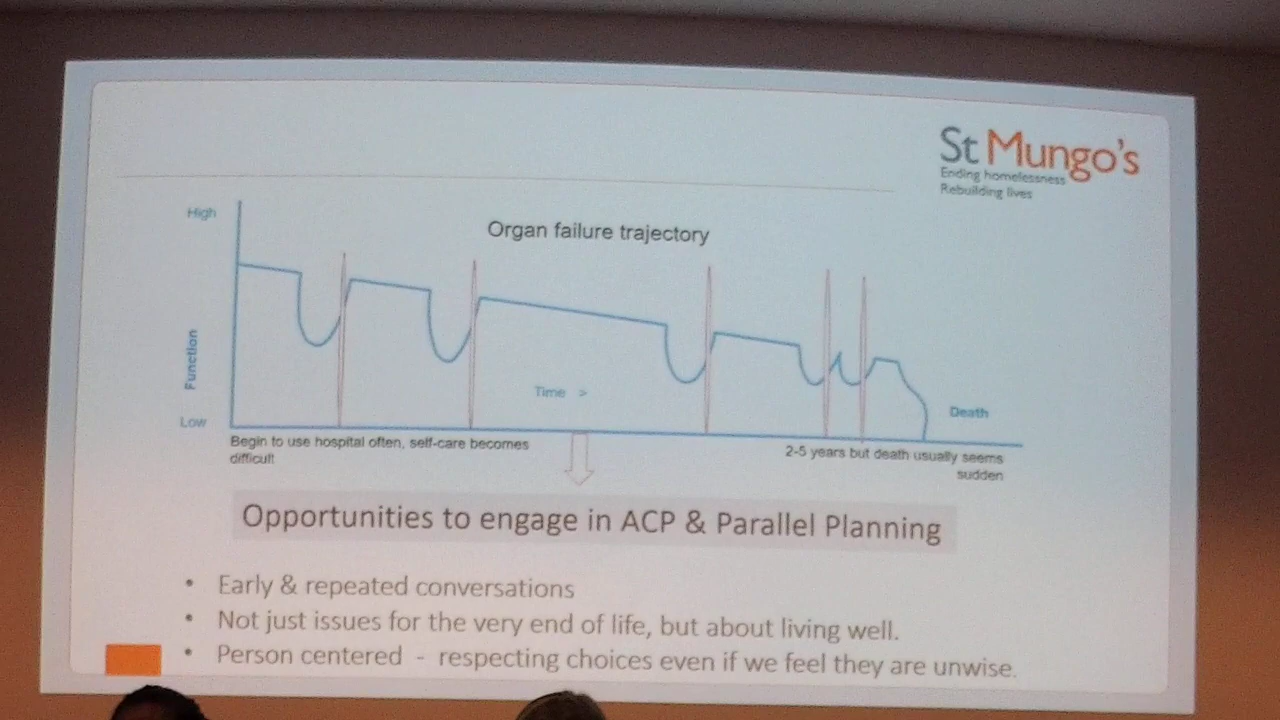 St Mungo's
Ending homelessness
Rebuilding lives
High
Organ failure trajectory
Function
Time >
Death
Low
Begin to use hospital often, self-care becomes
difficult
2-5 years but death usually seems
sudden
Opportunities to engage in ACP & Parallel Planning
• Early & repeated conversations
• Not just issues for the very end of life, but about living well.
• Person centered - respecting choices even if we feel they are unwise.